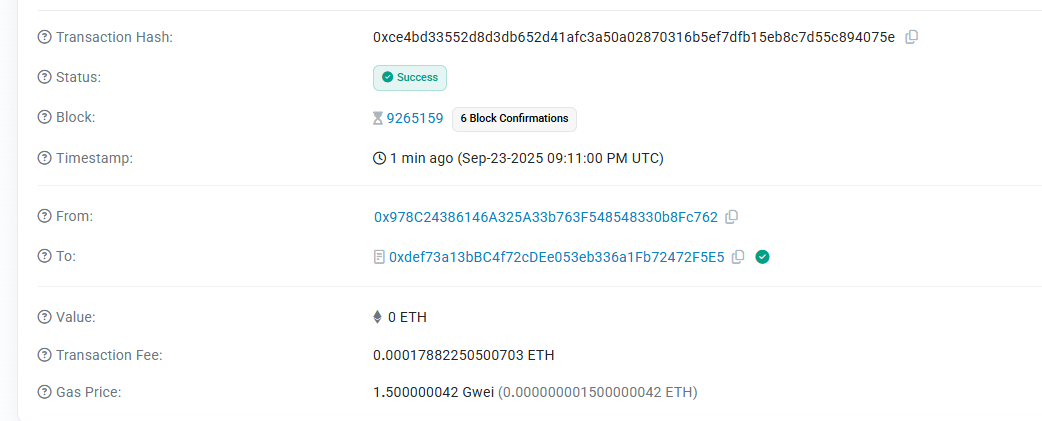 Transaction Hash: 0xce4bd33552d8d3db652d41afc3a50a02870316b5ef7dfb15eb8c7d55c894075e
Status: Success
Block: 9265159 6 Block Confirmations
Timestamp: 1 min ago (Sep-23-2025 09:11:00 PM UTC)
From: 0x978C24386146A325A33b763F548548330b8Fc762
To: 0xdef73a13bBC4f72cDEe053eb336a1Fb72472F5E5
Value: 0 ETH
Transaction Fee: 0.00017882250500703 ETH
Gas Price: 1.500000042 Gwei (0.000000001500000042 ETH)